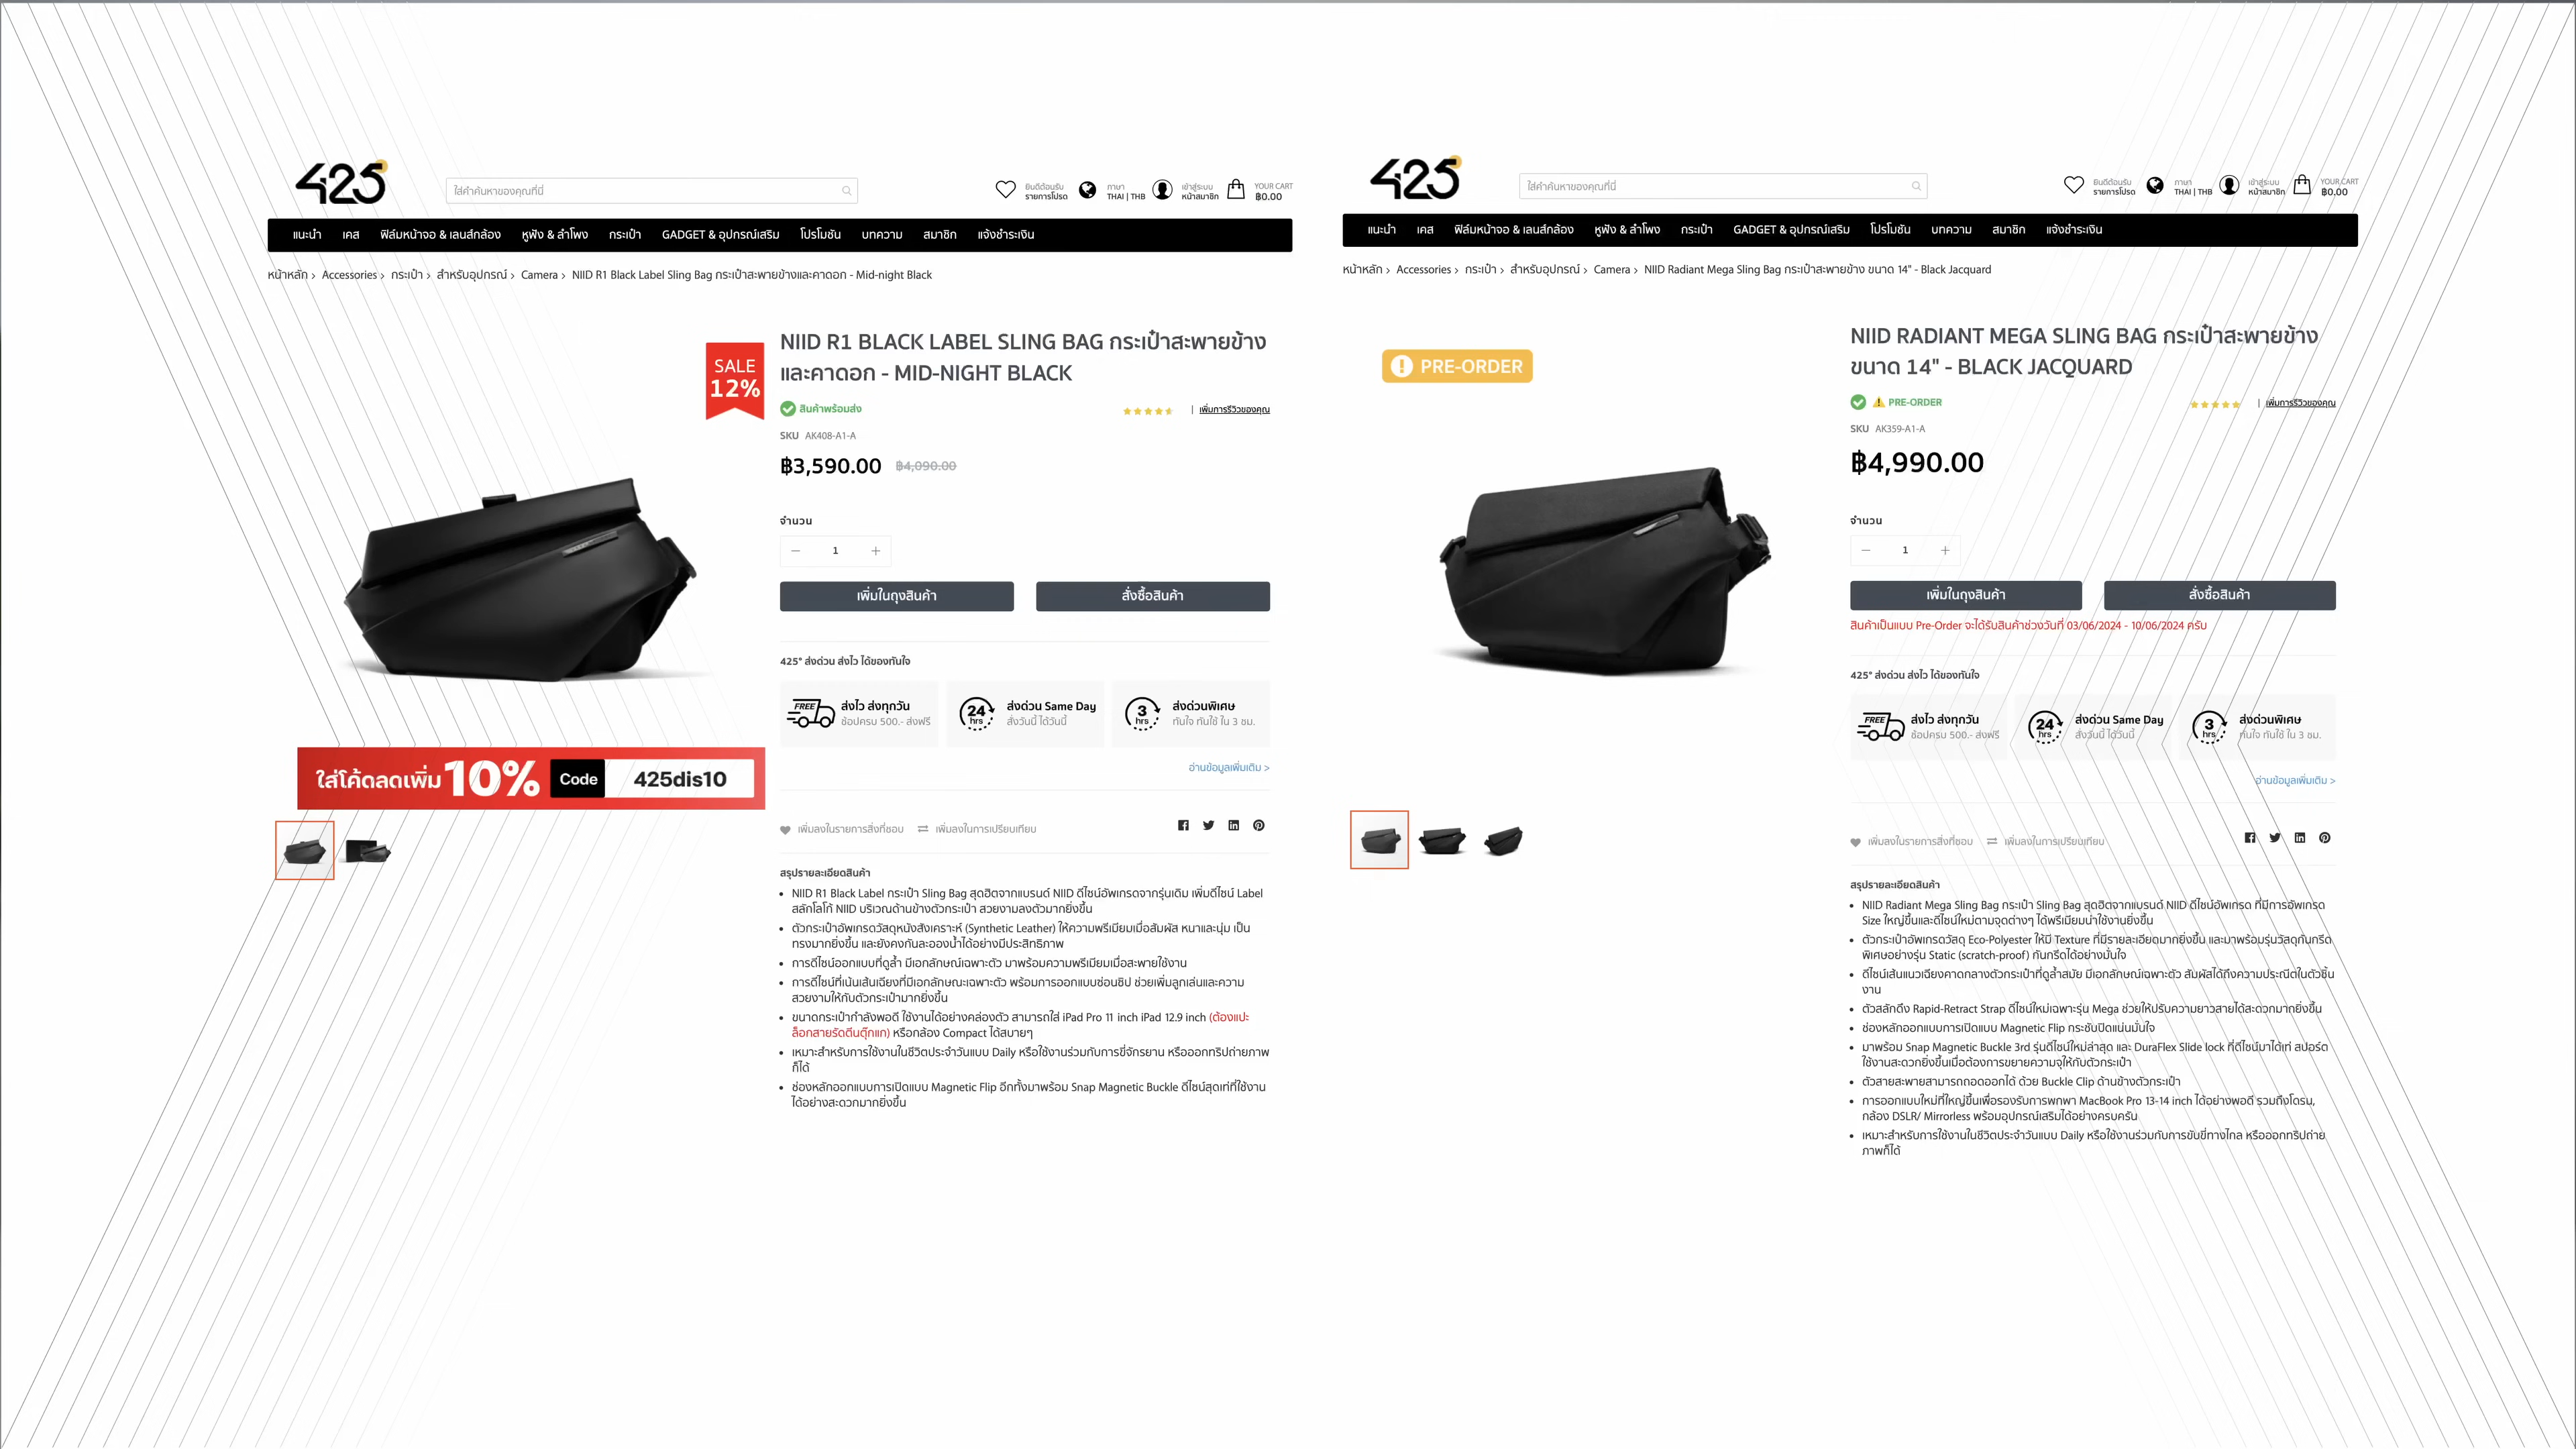 425°
ใส่คำค้นหาของคุณที่นี่
ยินดีต้อนรับ
รายการโปรด
ภาษา
THAI | THB
เข้าสู่ระบบ
หน้าสมาชิก
YOUR CART
฿0.00
แนะนำ เคส ฟิล์มหน้าจอ & เลนส์กล้อง หูฟัง & ลำโพง กระเป๋า GADGET & อุปกรณ์เสริม โปรโมชัน บทความ สมาชิก แจ้งชำระเงิน
หน้าหลัก › Accessories › กระเป๋า › สำหรับอุปกรณ์ › Camera › NIID R1 Black Label Sling Bag กระเป๋าสะพายข้างและคาดอก - Mid-night Black
SALE
12%
NIID R1 BLACK LABEL SLING BAG กระเป๋าสะพายข้าง
และคาดอก - MID-NIGHT BLACK
สินค้าพร้อมส่ง
| เพิ่มการรีวิวของคุณ
SKU AK408-A1-A
฿3,590.00 ฿4,090.00
จำนวน
− 1 +
เพิ่มในถุงสินค้า สั่งซื้อสินค้า
425° ส่งด่วน ส่งไว ได้ของทันใจ
FREE
ส่งไว ส่งทุกวัน
ช้อปครบ 500.- ส่งฟรี
24 hrs
ส่งด่วน Same Day
สั่งวันนี้ ได้วันนี้
3 hrs
ส่งด่วนพิเศษ
ทันใจ ทันใช้ ใน 3 ชม.
อ่านข้อมูลเพิ่มเติม >
ใส่โค้ดลดเพิ่ม 10% Code 425dis10
เพิ่มลงในรายการสิ่งที่ชอบ เพิ่มลงในการเปรียบเทียบ
สรุปรายละเอียดสินค้า
• NIID R1 Black Label กระเป๋า Sling Bag สุดฮิตจากแบรนด์ NIID ดีไซน์อัพเกรดจากรุ่นเดิม เพิ่มดีไซน์ Label
สลักโลโก้ NIID บริเวณด้านข้างตัวกระเป๋า สวยงามลงตัวมากยิ่งขึ้น
• ตัวกระเป๋าอัพเกรดวัสดุหนังสังเคราะห์ (Synthetic Leather) ให้ความพรีเมียมเมื่อสัมผัส หนาและนุ่ม เป็น
ทรงมากยิ่งขึ้น และยังคงกันละอองน้ำได้อย่างมีประสิทธิภาพ
• การดีไซน์ออกแบบที่ดูล้ำ มีเอกลักษณ์เฉพาะตัว มาพร้อมความพรีเมียมเมื่อสะพายใช้งาน
• การดีไซน์ที่เน้นเส้นเฉียงที่มีเอกลักษณะเฉพาะตัว พร้อมการออกแบบซ่อนซิป ช่วยเพิ่มลูกเล่นและความ
สวยงามให้กับตัวกระเป๋ามากยิ่งขึ้น
• ขนาดกระเป๋ากำลังพอดี ใช้งานได้อย่างคล่องตัว สามารถใส่ iPad Pro 11 inch iPad 12.9 inch (ต้องแปะ
ล็อกสายรัดตีนตุ๊กแก) หรือกล้อง Compact ได้สบายๆ
• เหมาะสำหรับการใช้งานในชีวิตประจำวันแบบ Daily หรือใช้งานร่วมกับการขี่จักรยาน หรือออกทริปถ่ายภาพ
ก็ได้
• ช่องหลักออกแบบการเปิดแบบ Magnetic Flip อีกทั้งมาพร้อม Snap Magnetic Buckle ดีไซน์สุดเท่ที่ใช้งาน
ได้อย่างสะดวกมากยิ่งขึ้น
425°
ใส่คำค้นหาของคุณที่นี่
ยินดีต้อนรับ
รายการโปรด
ภาษา
THAI | THB
เข้าสู่ระบบ
หน้าสมาชิก
YOUR CART
฿0.00
แนะนำ เคส ฟิล์มหน้าจอ & เลนส์กล้อง หูฟัง & ลำโพง กระเป๋า GADGET & อุปกรณ์เสริม โปรโมชัน บทความ สมาชิก แจ้งชำระเงิน
หน้าหลัก › Accessories › กระเป๋า › สำหรับอุปกรณ์ › Camera › NIID Radiant Mega Sling Bag กระเป๋าสะพายข้าง ขนาด 14" - Black Jacquard
PRE-ORDER
NIID RADIANT MEGA SLING BAG กระเป๋าสะพายข้าง
ขนาด 14" - BLACK JACQUARD
PRE-ORDER
| เพิ่มการรีวิวของคุณ
SKU AK359-A1-A
฿4,990.00
จำนวน
− 1 +
เพิ่มในถุงสินค้า สั่งซื้อสินค้า
สินค้าเป็นแบบ Pre-Order จะได้รับสินค้าช่วงวันที่ 03/06/2024 - 10/06/2024 ครับ
425° ส่งด่วน ส่งไว ได้ของทันใจ
FREE
ส่งไว ส่งทุกวัน
ช้อปครบ 500.- ส่งฟรี
24 hrs
ส่งด่วน Same Day
สั่งวันนี้ ได้วันนี้
3 hrs
ส่งด่วนพิเศษ
ทันใจ ทันใช้ ใน 3 ชม.
อ่านข้อมูลเพิ่มเติม >
เพิ่มลงในรายการสิ่งที่ชอบ เพิ่มลงในการเปรียบเทียบ
สรุปรายละเอียดสินค้า
• NIID Radiant Mega Sling Bag กระเป๋า Sling Bag สุดฮิตจากแบรนด์ NIID ดีไซน์อัพเกรด ที่มีการอัพเกรด
Size ใหญ่ขึ้นและดีไซน์ใหม่ตามจุดต่างๆ ได้พรีเมียมน่าใช้งานยิ่งขึ้น
• ตัวกระเป๋าอัพเกรดวัสดุ Eco-Polyester ให้มี Texture ที่มีรายละเอียดมากยิ่งขึ้น และมาพร้อมรุ่นวัสดุกันกรีด
พิเศษอย่างรุ่น Static (scratch-proof) กันกรีดได้อย่างมั่นใจ
• ดีไซน์เส้นแนวเฉียงคาดกลางตัวกระเป๋าที่ดูล้ำสมัย มีเอกลักษณ์เฉพาะตัว สัมผัสได้ถึงความประณีตในตัวชิ้น
งาน
• ตัวสลักดึง Rapid-Retract Strap ดีไซน์ใหม่เฉพาะรุ่น Mega ช่วยให้ปรับความยาวสายได้สะดวกมากยิ่งขึ้น
• ช่องหลักออกแบบการเปิดแบบ Magnetic Flip กระชับปิดแน่นมั่นใจ
• มาพร้อม Snap Magnetic Buckle 3rd รุ่นดีไซน์ใหม่ล่าสุด และ DuraFlex Slide lock ที่ดีไซน์มาได้เท่ สปอร์ต
ใช้งานสะดวกยิ่งขึ้นเมื่อต้องการขยายความจุให้กับตัวกระเป๋า
• ตัวสายสะพายสามารถถอดออกได้ ด้วย Buckle Clip ด้านข้างตัวกระเป๋า
• การออกแบบใหม่ที่ใหญ่ขึ้นเพื่อรองรับการพกพา MacBook Pro 13-14 inch ได้อย่างพอดี รวมถึงโดรน,
กล้อง DSLR/ Mirrorless พร้อมอุปกรณ์เสริมได้อย่างครบครัน
• เหมาะสำหรับการใช้งานในชีวิตประจำวันแบบ Daily หรือใช้งานร่วมกับการขับขี่ทางไกล หรือออกทริปถ่าย
ภาพก็ได้